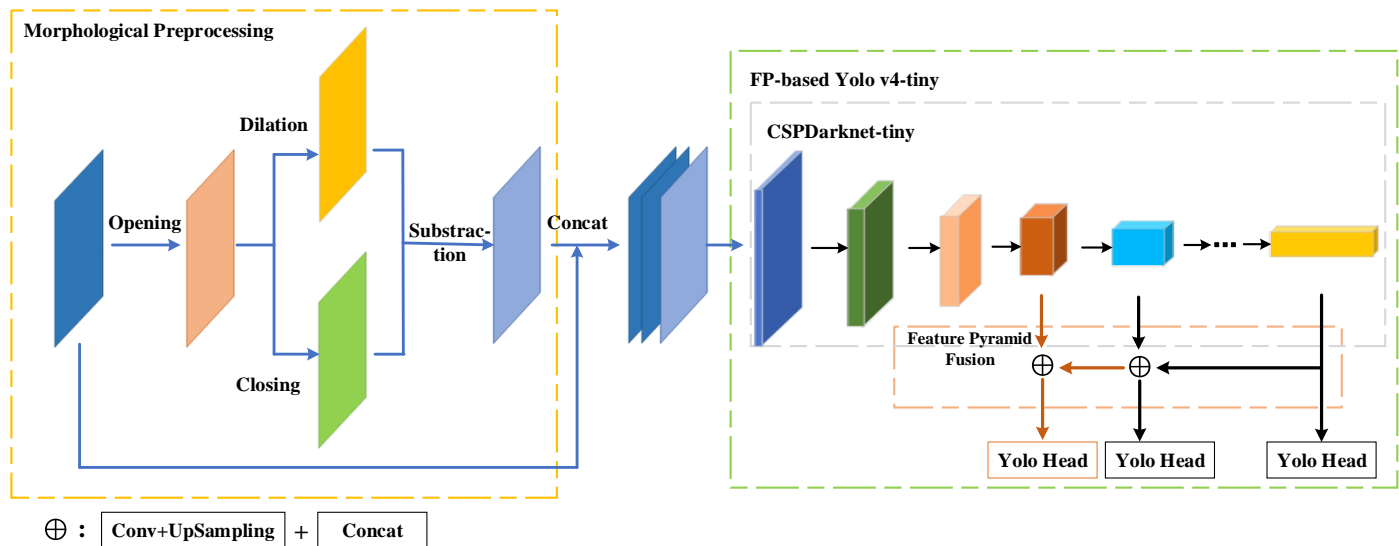 Morphological Preprocessing
Dilation
Opening
Closing
Substrac-
tion
Concat
FP-based Yolo v4-tiny
CSPDarknet-tiny
...
Feature Pyramid
Fusion
Yolo Head
Yolo Head
Yolo Head
⊕ : Conv+UpSampling + Concat